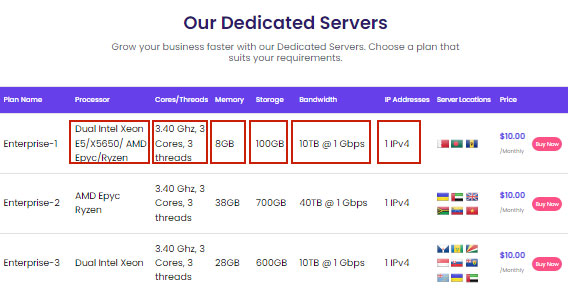 Our Dedicated Servers
Grow your business faster with our Dedicated Servers. Choose a plan that
suits your requirements.
Plan Name Processor Cores/Threads Memory Storage Bandwidth IP Addresses Server Locations Price
Enterprise-1 Dual Intel Xeon E5/X5650/ AMD Epyc/Ryzen 3.40 Ghz, 3 Cores, 3 threads 8GB 100GB 10TB @ 1 Gbps 1 IPv4 $10.00 /Monthly Buy Now
Enterprise-2 AMD Epyc Ryzen 3.40 Ghz, 3 Cores, 3 threads 38GB 700GB 40TB @ 1 Gbps 1 IPv4 $10.00 /Monthly Buy Now
Enterprise-3 Dual Intel Xeon 3.40 Ghz, 3 Cores, 3 threads 28GB 600GB 10TB @ 1 Gbps 1 IPv4 $10.00 /Monthly Buy Now